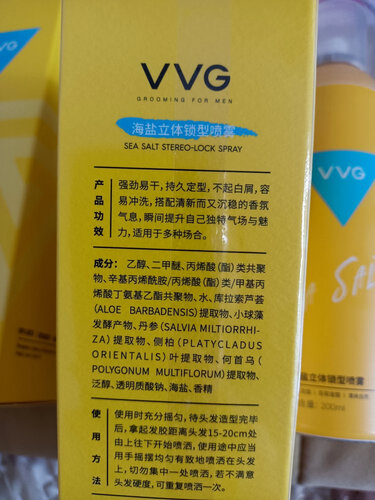 VVG
GROOMING FOR MEN
海盐立体锁型喷雾
SEA SALT STEREO-LOCK SPRAY
产品功效
强劲易干，持久定型，不起白屑，容
易冲洗，搭配清新而又沉稳的香氛
气息，瞬间提升自己独特气场与魅
力，适用于多种场合。
成分：乙醇、二甲醚、丙烯酸（酯）类共聚
物、辛基丙烯酰胺/丙烯酸（酯）类/甲基丙
烯酸丁氨基乙酯共聚物、水、库拉索芦荟
(ALOE BARBADENSIS)提取物、小球藻
发酵产物、丹参(SALVIA MILTIORRHI-
ZA)提取物、侧柏(PLATYCLADUS
ORIENTALIS)叶提取物、何首乌(
POLYGONUM MULTIFLORUM)提取物、
泛醇、透明质酸钠、海盐、香精
使用方法
使用时充分摇匀，待头发造型完毕
后，拿起发胶距离头发15-20cm处
由上往下开始喷洒，使用途中应当
用手摇摆均匀有致地喷洒在头发
上，切勿集中一处喷洒，若不满意
头发硬度，可重复喷洒一次。
VVG
盐立体锁型喷雾
200ml